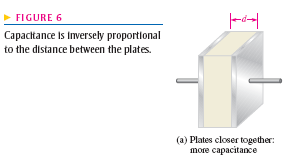 ▶ FIGURE 6
Capacitance is inversely proportional
to the distance between the plates.
d
(a) Plates closer together:
more capacitance